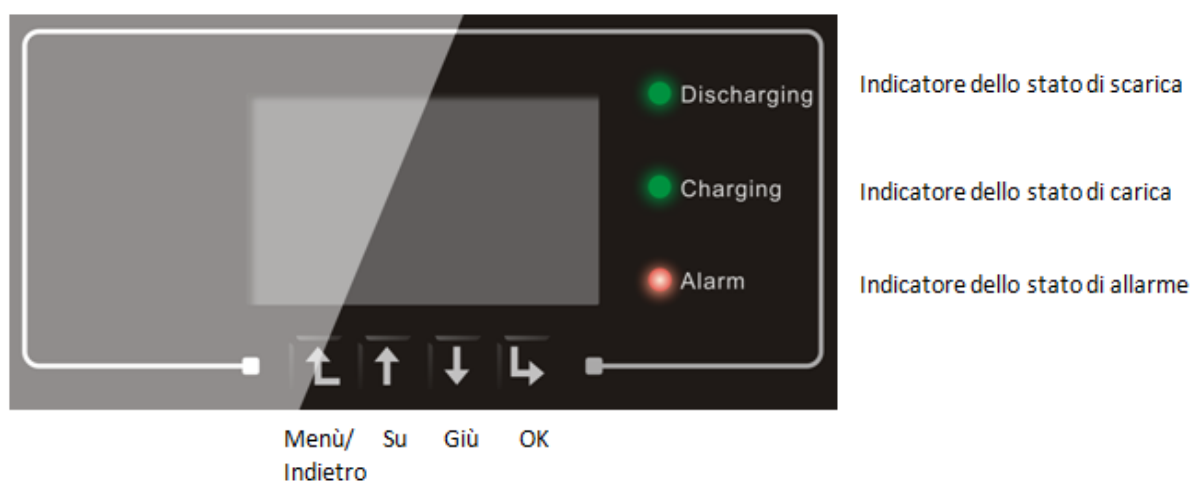 Discharging
Indicatore dello stato di scarica
Charging
Indicatore dello stato di carica
Alarm
Indicatore dello stato di allarme
Menù/ Su Giù OK
Indietro